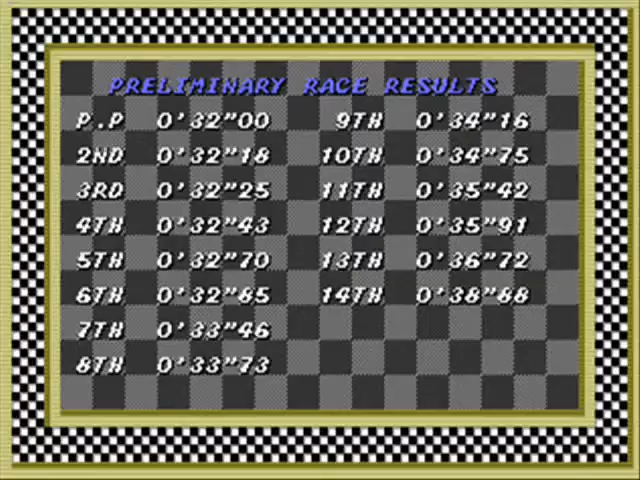 PRELIMINARY RACE RESULTS
P.P 0'32"00 9TH 0'34"16
2ND 0'32"18 10TH 0'34"75
3RD 0'32"25 11TH 0'35"42
4TH 0'32"43 12TH 0'35"91
5TH 0'32"70 13TH 0'36"72
6TH 0'32"85 14TH 0'38"88
7TH 0'33"46
8TH 0'33"73